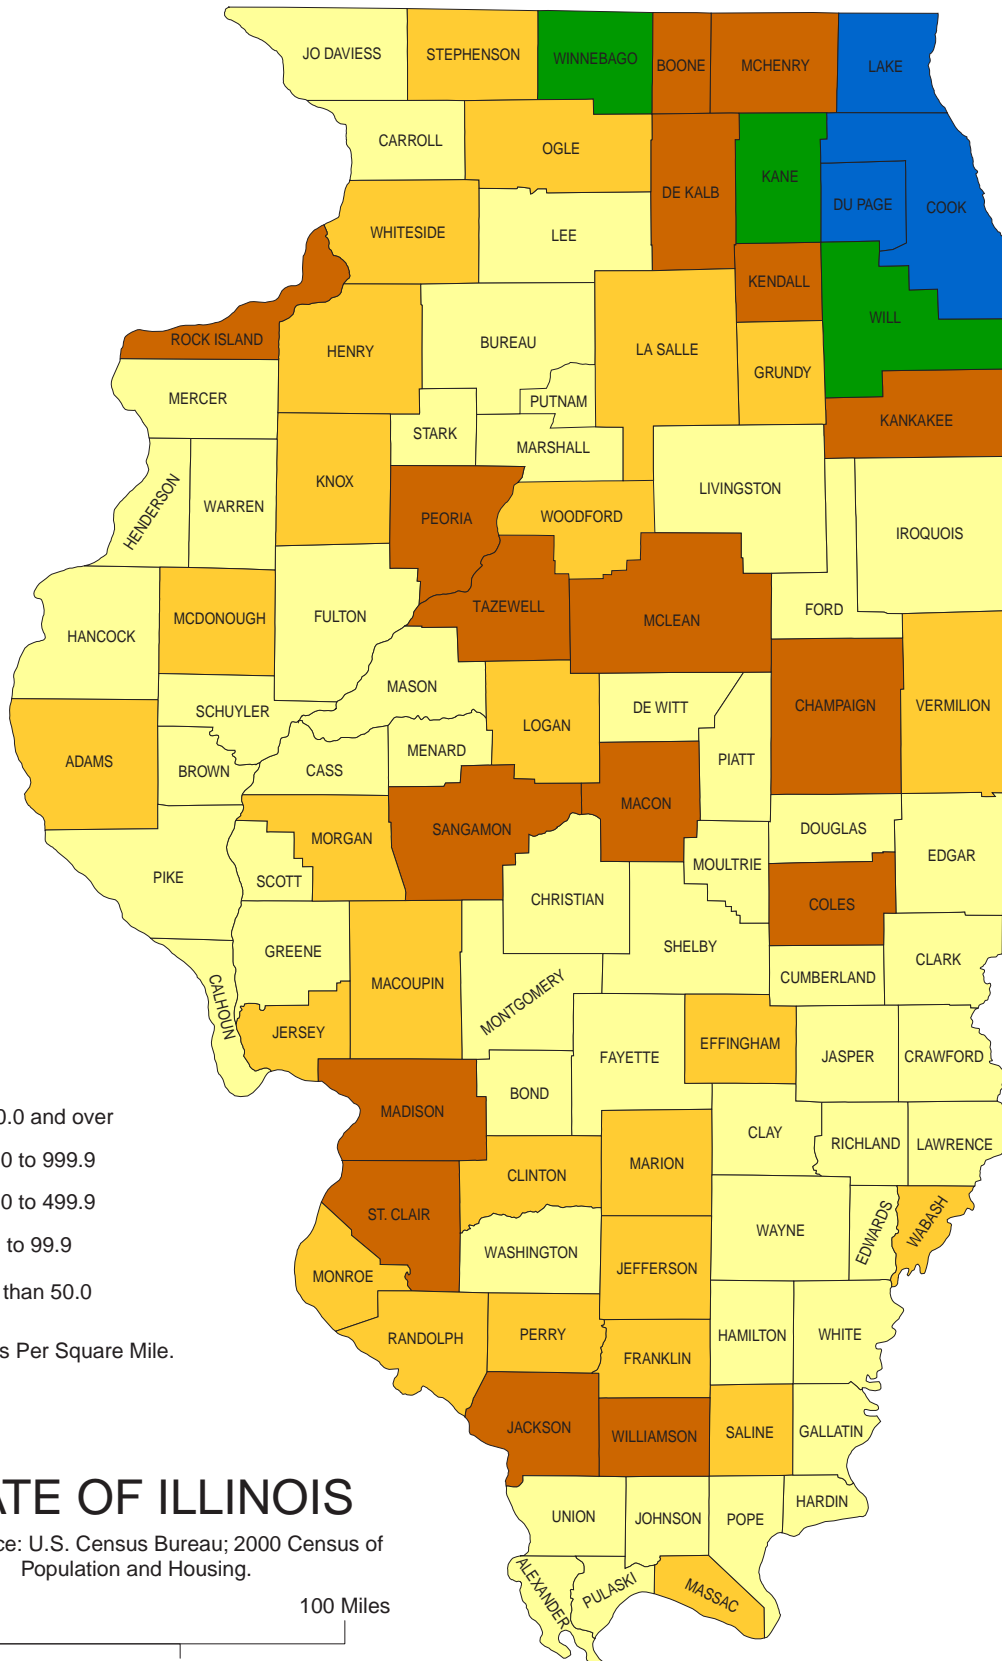 JO DAVIESS
STEPHENSON
WINNEBAGO
BOONE
MCHENRY
LAKE
CARROLL
OGLE
DE KALB
KANE
DU PAGE
COOK
WHITESIDE
LEE
KENDALL
WILL
ROCK ISLAND
HENRY
BUREAU
LA SALLE
GRUNDY
MERCER
PUTNAM
KANKAKEE
STARK
MARSHALL
HENDERSON
WARREN
KNOX
PEORIA
WOODFORD
LIVINGSTON
IROQUOIS
HANCOCK
MCDONOUGH
FULTON
TAZEWELL
MCLEAN
FORD
MASON
SCHUYLER
LOGAN
DE WITT
CHAMPAIGN
VERMILION
ADAMS
BROWN
CASS
MENARD
PIATT
MACON
MORGAN
SANGAMON
DOUGLAS
EDGAR
PIKE
SCOTT
CHRISTIAN
MOULTRIE
COLES
GREENE
SHELBY
CLARK
CALHOUN
MACOUPIN
MONTGOMERY
CUMBERLAND
JERSEY
FAYETTE
EFFINGHAM
JASPER
CRAWFORD
MADISON
BOND
CLAY
RICHLAND
LAWRENCE
0.0 and over
0 to 999.9
0 to 499.9
to 99.9
than 50.0
s Per Square Mile.
CLINTON
MARION
ST. CLAIR
WAYNE
EDWARDS
WABASH
MONROE
WASHINGTON
JEFFERSON
RANDOLPH
PERRY
FRANKLIN
HAMILTON
WHITE
JACKSON
WILLIAMSON
SALINE
GALLATIN
UNION
JOHNSON
POPE
HARDIN
ALEXANDER
PULASKI
MASSAC
ATE OF ILLINOIS
ce: U.S. Census Bureau; 2000 Census of
Population and Housing.
100 Miles